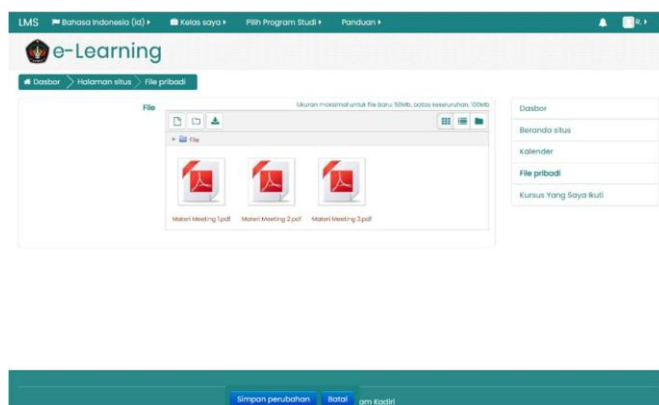 LMS Bahasa Indonesia (id) Kelas saya Pilih Program Studi Panduan R.
e-Learning
Dasbor Halaman situs File pribadi
File
Ukuran maksimal untuk file baru: 50Mb, batas keseluruhan: 100Mb
File
Materi Meeting 1.pdf Materi Meeting 2.pdf Materi Meeting 3.pdf
Dasbor
Beranda situs
Kalender
File pribadi
Kursus Yang Saya Ikuti
Simpan perubahan Batal am Kadiri